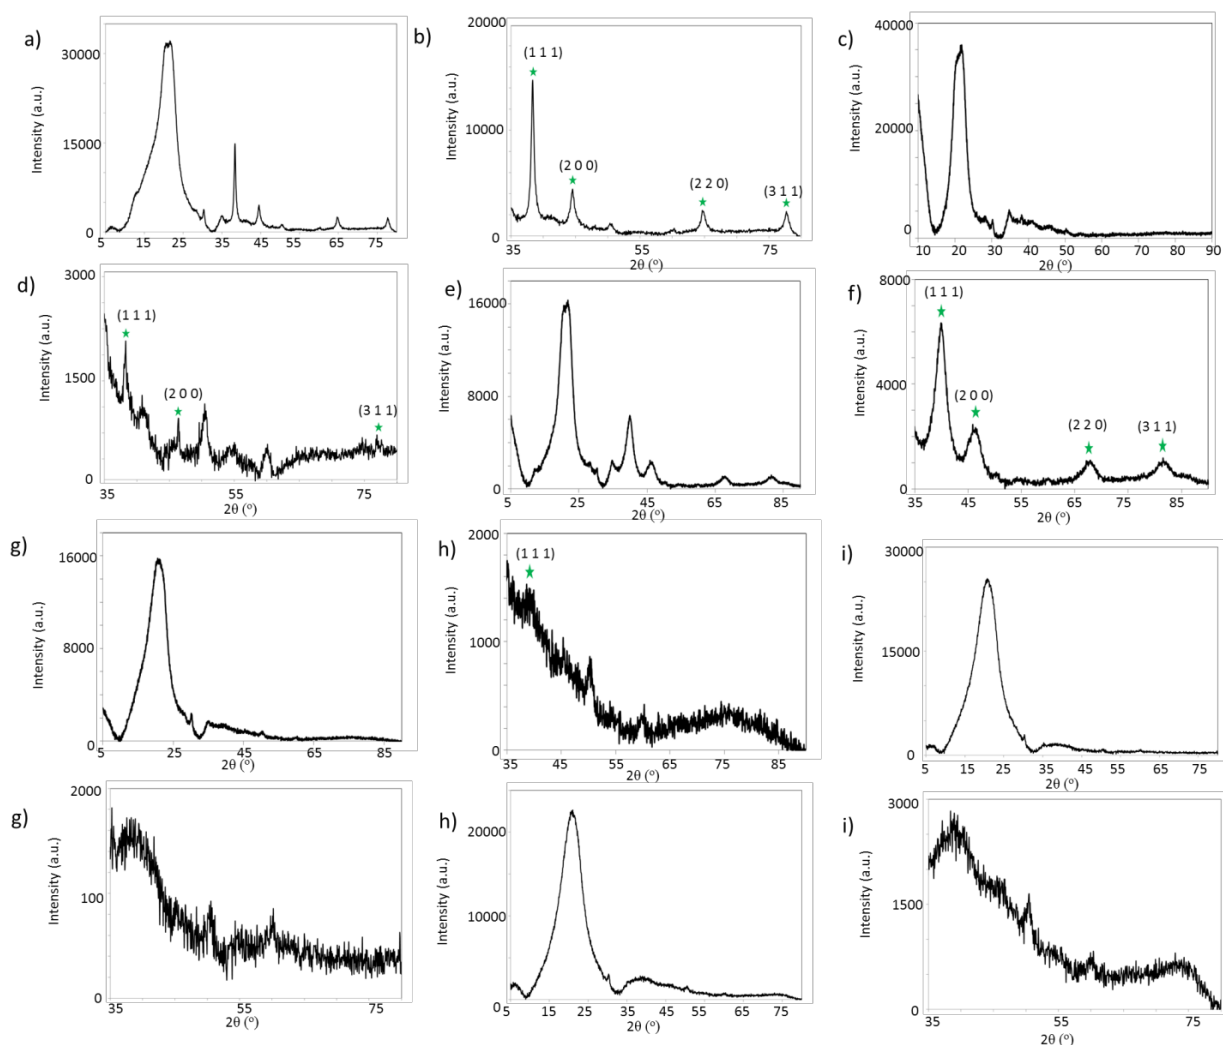 a)
30000
15000
0
Intensity (a.u.)
5 15 25 35 45 55 65 75
b)
20000
10000
0
Intensity (a.u.)
(1 1 1)
(2 0 0)
(2 2 0)
(3 1 1)
35 55 75
2θ (°)
c)
40000
20000
0
Intensity (a.u.)
10 20 30 40 50 60 70 80 90
2θ (°)
d)
3000
1500
0
Intensity (a.u.)
(1 1 1)
(2 0 0)
(3 1 1)
35 55 75
2θ (°)
e)
16000
8000
0
Intensity (a.u.)
5 25 45 65 85
2θ (°)
f)
8000
4000
0
Intensity (a.u.)
(1 1 1)
(2 0 0)
(2 2 0)
(3 1 1)
35 45 55 65 75 85
2θ (°)
g)
16000
8000
0
Intensity (a.u.)
5 25 45 65 85
2θ (°)
h)
2000
1000
0
Intensity (a.u.)
(1 1 1)
35 45 55 65 75 85
2θ (°)
i)
30000
15000
0
Intensity (a.u.)
5 15 25 35 45 55 65 75
2θ (°)
g)
2000
100
0
Intensity (a.u.)
35 55 75
2θ (°)
h)
20000
10000
0
Intensity (a.u.)
5 15 25 35 45 55 65 75
2θ (°)
i)
3000
1500
0
Intensity (a.u.)
35 55 75
2θ (°)